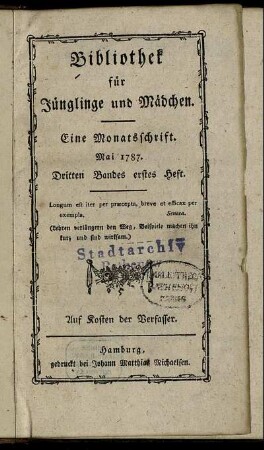 Bibliothek
für
Jünglinge und Mädchen.
Eine Monatsschrift.
Mai 1787.
Dritten Bandes erstes Heft.
Longum est iter per præcepta, breve et efficax per
exempla. Seneca.
(Lehren verlängern den Weg, Beispiele machen ihn
kurz und sind wirksam.)
Stadtarchiv
Auf Kosten der Verfasser.
Hamburg,
gedruckt bei Johann Matthias Michaelsen.